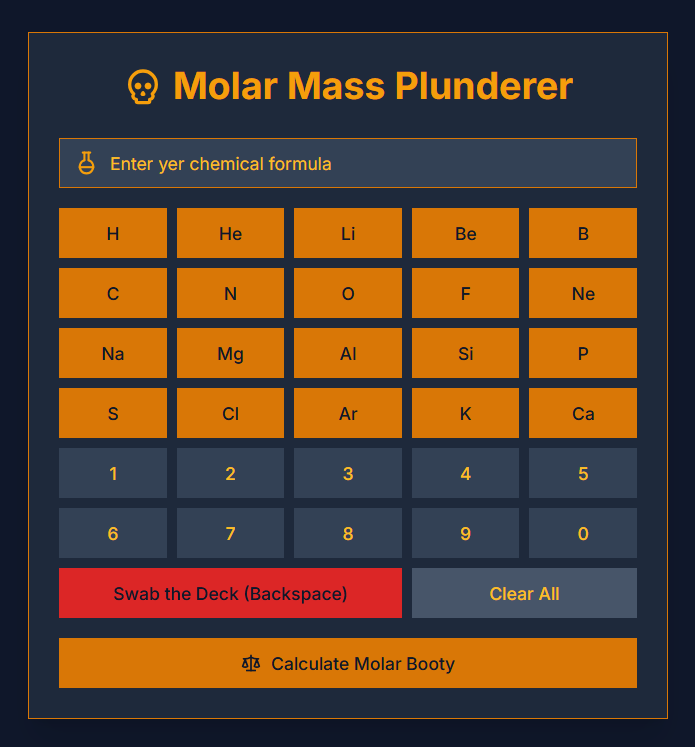 Molar Mass Plunderer
Enter yer chemical formula
H He Li Be B
C N O F Ne
Na Mg Al Si P
S Cl Ar K Ca
1 2 3 4 5
6 7 8 9 0
Swab the Deck (Backspace) Clear All
Calculate Molar Booty